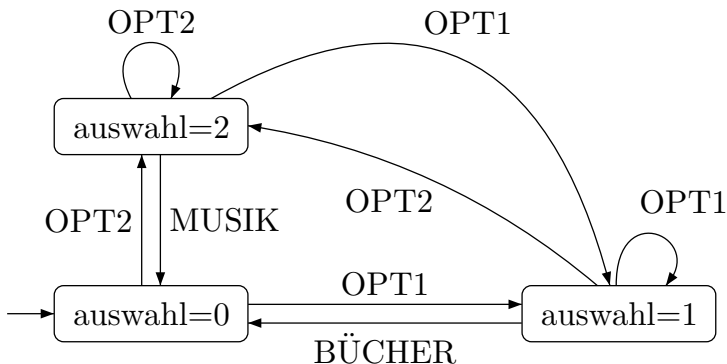 OPT2
OPT1
auswahl=2
OPT2
OPT1
OPT2
MUSIK
OPT1
auswahl=0
auswahl=1
BÜCHER